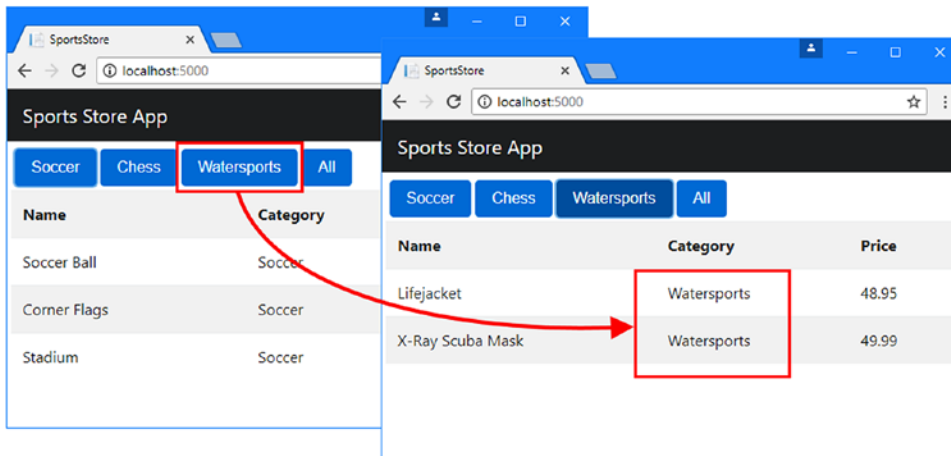 SportsStore
localhost:5000
Sports Store App
Soccer Chess Watersports All
Name Category
Soccer Ball Soccer
Corner Flags Soccer
Stadium Soccer
SportsStore
localhost:5000
Sports Store App
Soccer Chess Watersports All
Name Category Price
Lifejacket Watersports 48.95
X-Ray Scuba Mask Watersports 49.99